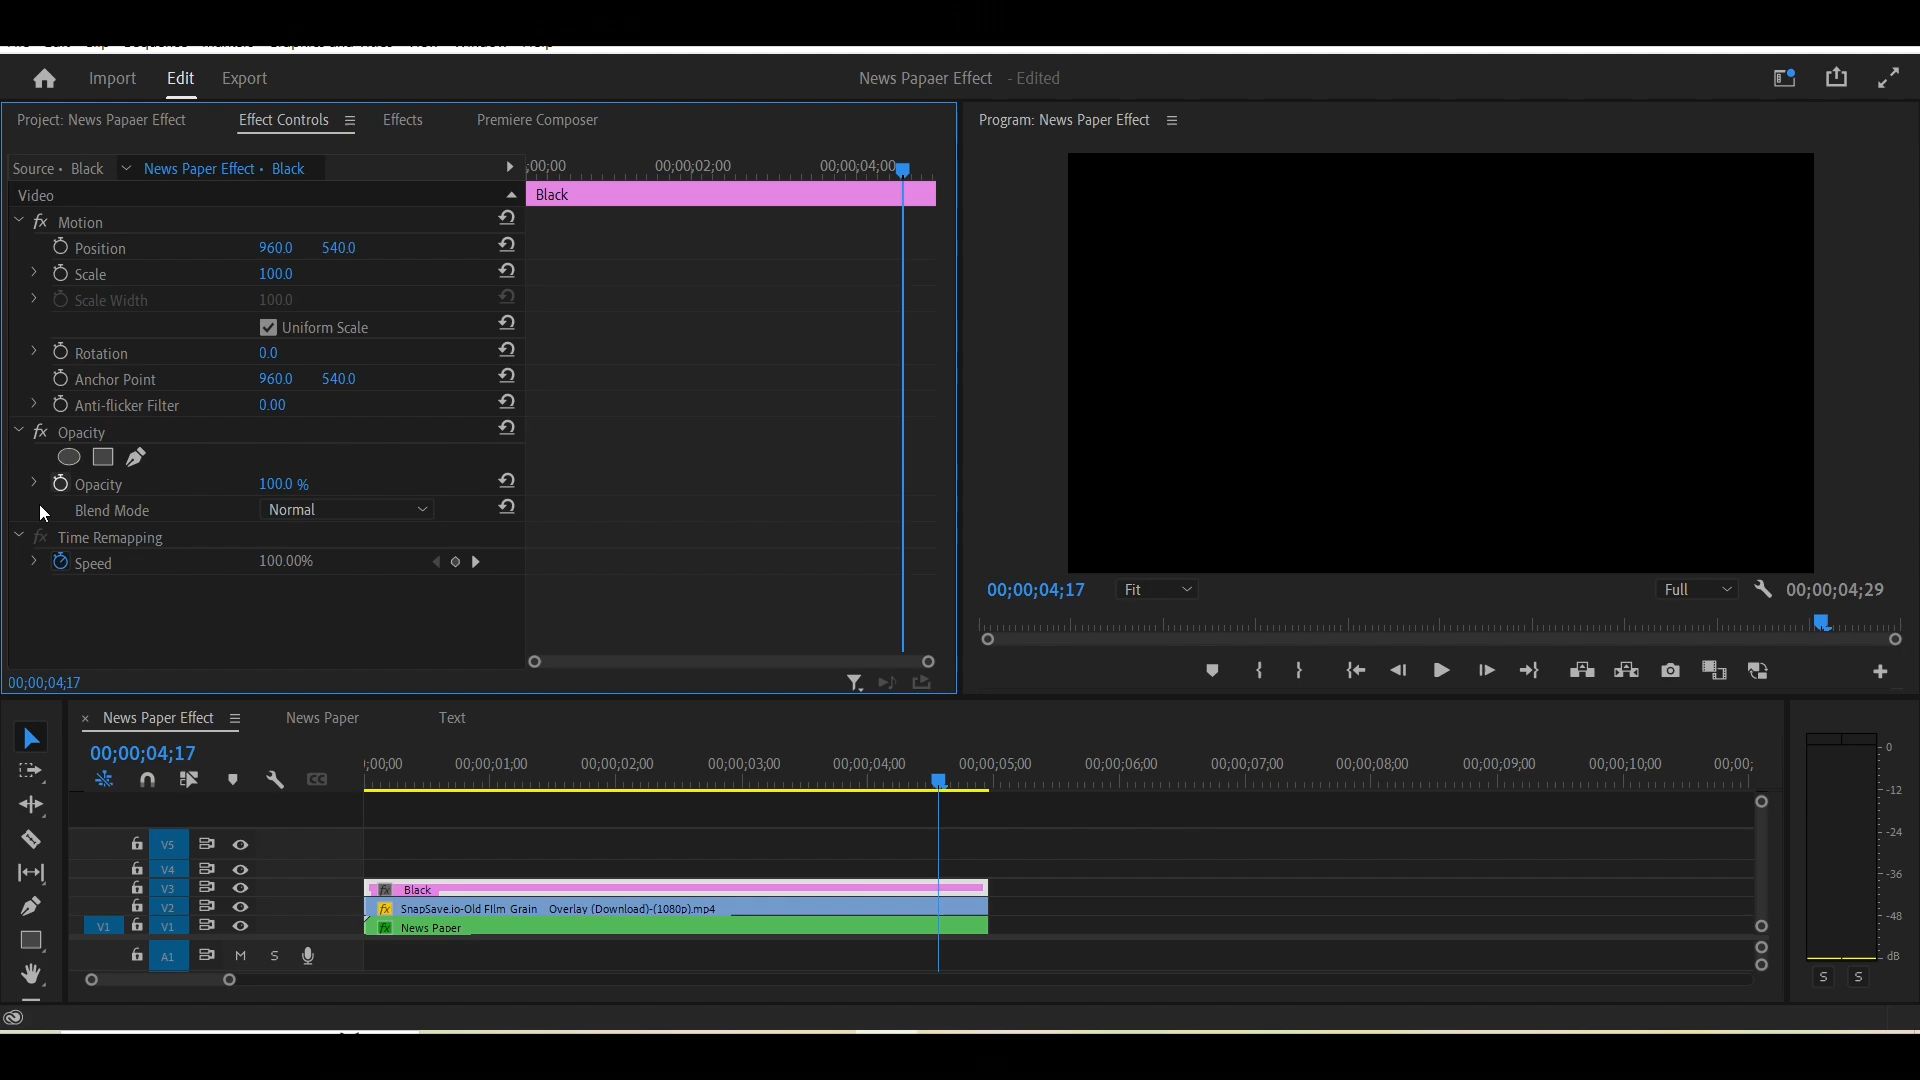 Import Edit Export News Papaer Effect - Edited
Project: News Papaer Effect Effect Controls Effects Premiere Composer
Program: News Paper Effect
Source • Black News Paper Effect • Black
;00;00 00;00;02;00 00;00;04;00
Video
Black
Motion
Position 960.0 540.0
Scale 100.0
Scale Width 100.0
Uniform Scale
Rotation 0.0
Anchor Point 960.0 540.0
Anti-flicker Filter 0.00
Opacity
Opacity 100.0 %
Blend Mode Normal
Time Remapping
Speed 100.00%
00;00;04;17
00;00;04;17 Fit Full 00;00;04;29
× News Paper Effect News Paper Text
00;00;04;17
;00;00 00;00;01;00 00;00;02;00 00;00;03;00 00;00;04;00 00;00;05;00 00;00;06;00 00;00;07;00 00;00;08;00 00;00;09;00 00;00;10;00 00;00;
CC
V5
V4
V3 fx Black
V2 fx SnapSave.io-Old FIlm Grain Overlay (Download)-(1080p).mp4
V1 V1 fx News Paper
A1 M S
0
-12
-24
-36
-48
dB
S S